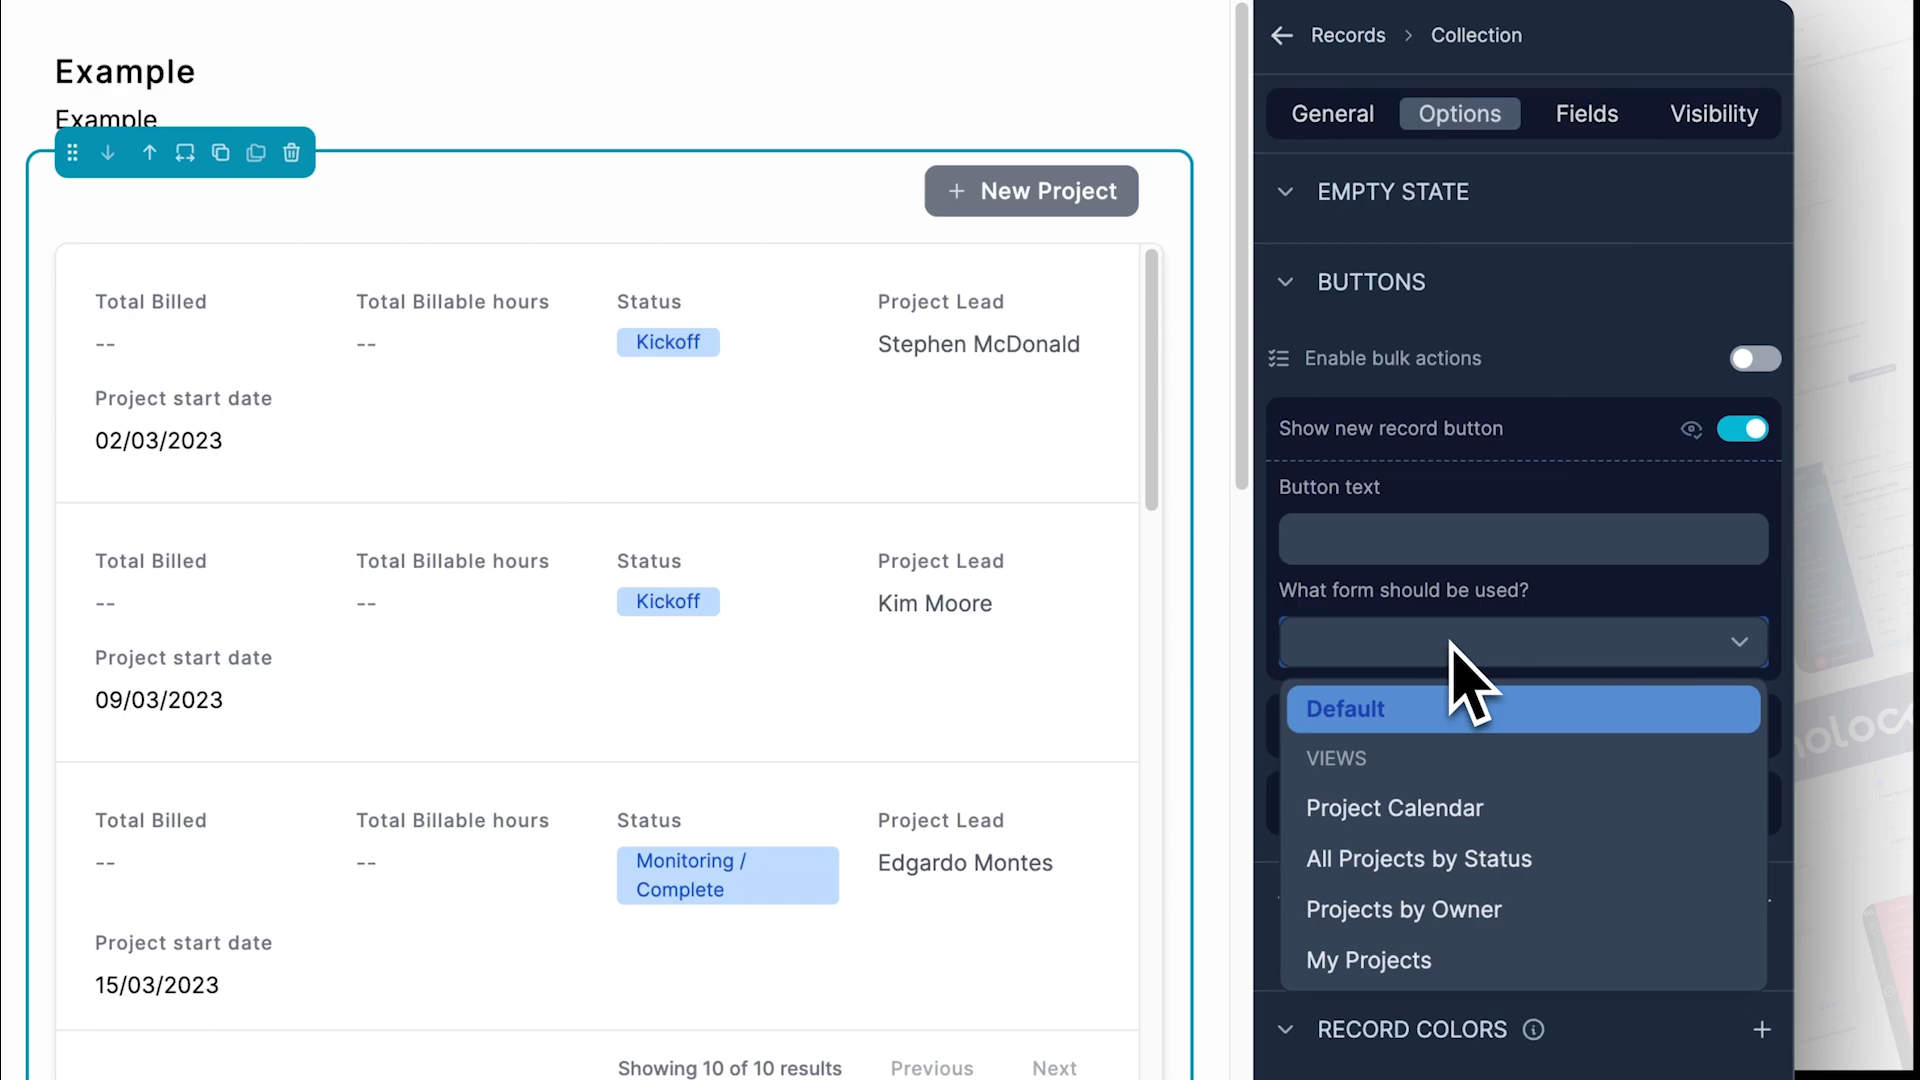 Example
Example
New Project
Total Billed
Total Billable hours
Status
Project Lead
--
--
Kickoff
Stephen McDonald
Project start date
02/03/2023
Total Billed
Total Billable hours
Status
Project Lead
--
--
Kickoff
Kim Moore
Project start date
09/03/2023
Total Billed
Total Billable hours
Status
Project Lead
--
--
Monitoring /
Complete
Edgardo Montes
Project start date
15/03/2023
Showing 10 of 10 results
Previous
Next
Records
Collection
General
Options
Fields
Visibility
EMPTY STATE
BUTTONS
Enable bulk actions
Show new record button
Button text
What form should be used?
Default
VIEWS
Project Calendar
All Projects by Status
Projects by Owner
My Projects
RECORD COLORS